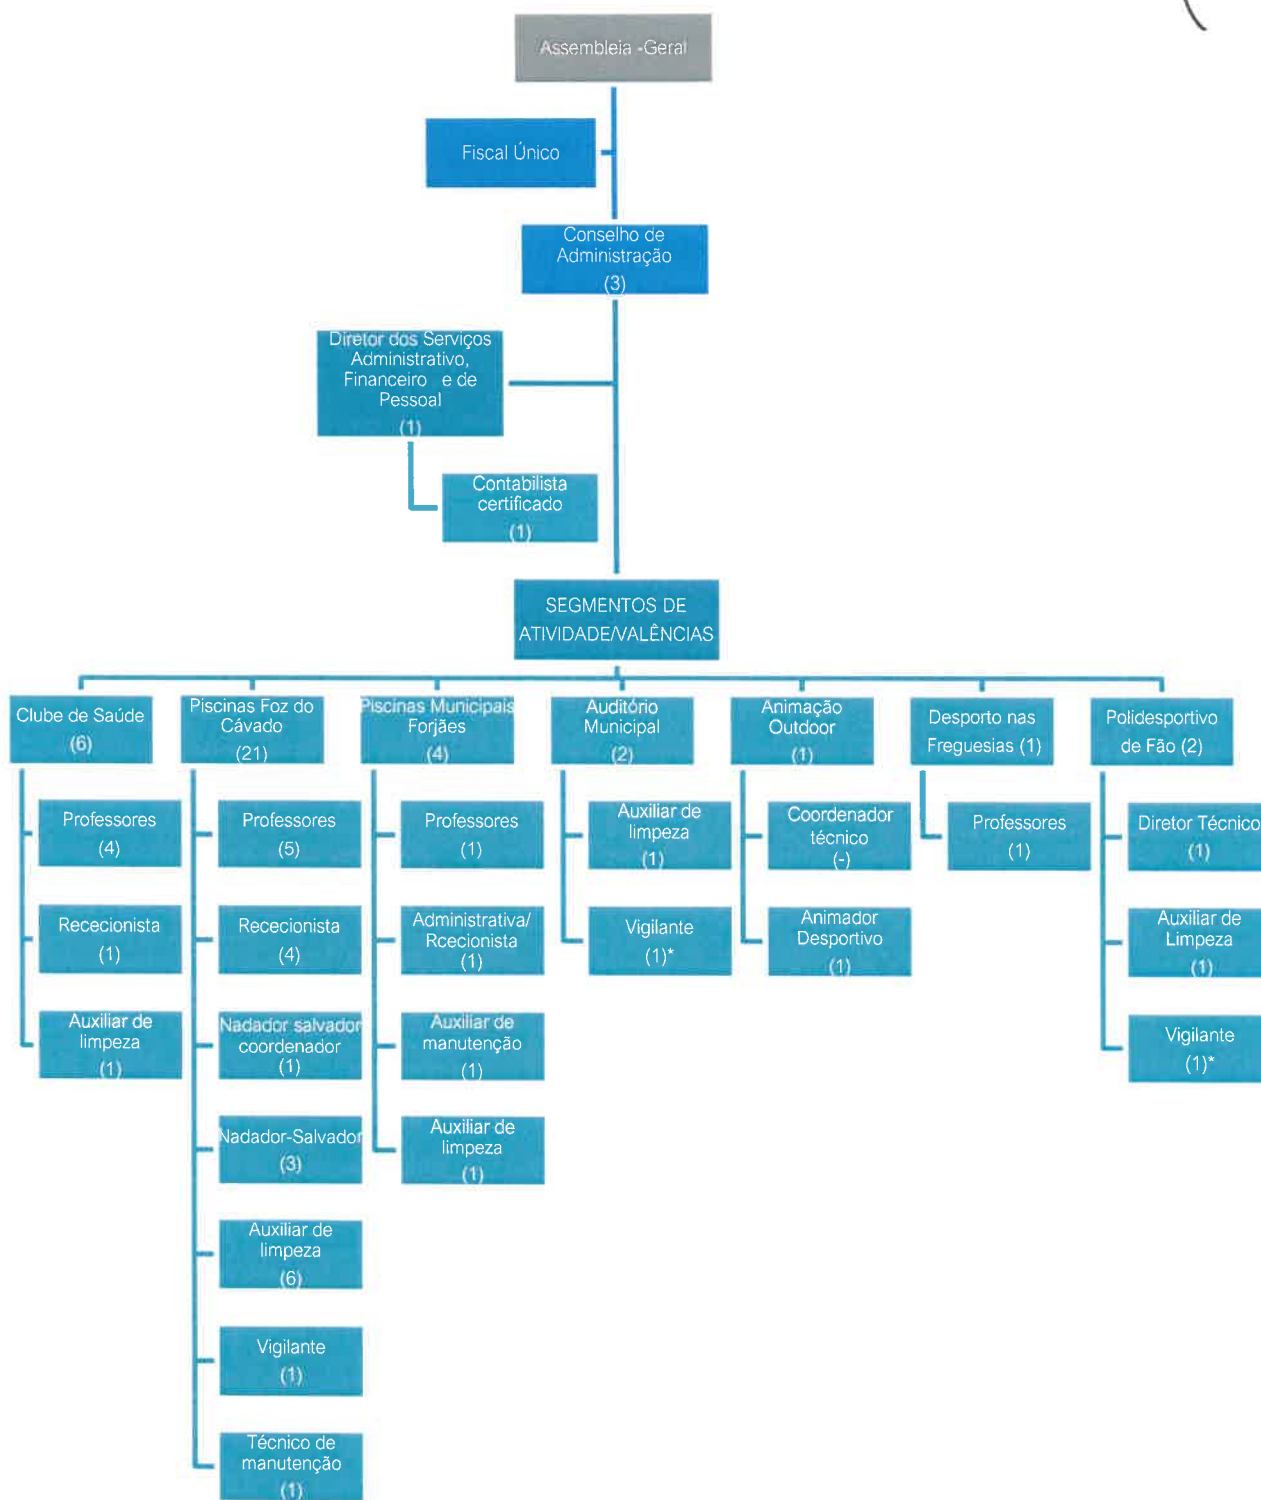 Assembleia -Geral
Fiscal Único
Conselho de
Administração
(3)
Diretor dos Serviços
Administrativo,
Financeiro e de
Pessoal
(1)
Contabilista
certificado
(1)
SEGMENTOS DE
ATIVIDADE/VALÊNCIAS
Clube de Saúde
(6)
Professores
(4)
Rececionista
(1)
Auxiliar de
limpeza
(1)
Piscinas Foz do
Cávado
(21)
Professores
(5)
Rececionista
(4)
Nadador salvador
coordenador
(1)
Nadador-Salvador
(3)
Auxiliar de
limpeza
(6)
Vigilante
(1)
Técnico de
manutenção
(1)
Piscinas Municipais
Forjães
(4)
Professores
(1)
Administrativa/
Rcecionista
(1)
Auxiliar de
manutenção
(1)
Auxiliar de
limpeza
(1)
Auditório
Municipal
(2)
Auxiliar de
limpeza
(1)
Vigilante
(1)*
Animação
Outdoor
(1)
Coordenador
técnico
(-)
Animador
Desportivo
(1)
Desporto nas
Freguesias (1)
Professores
(1)
Polidesportivo
de Fão (2)
Diretor Técnico
(1)
Auxiliar de
Limpeza
(1)
Vigilante
(1)*